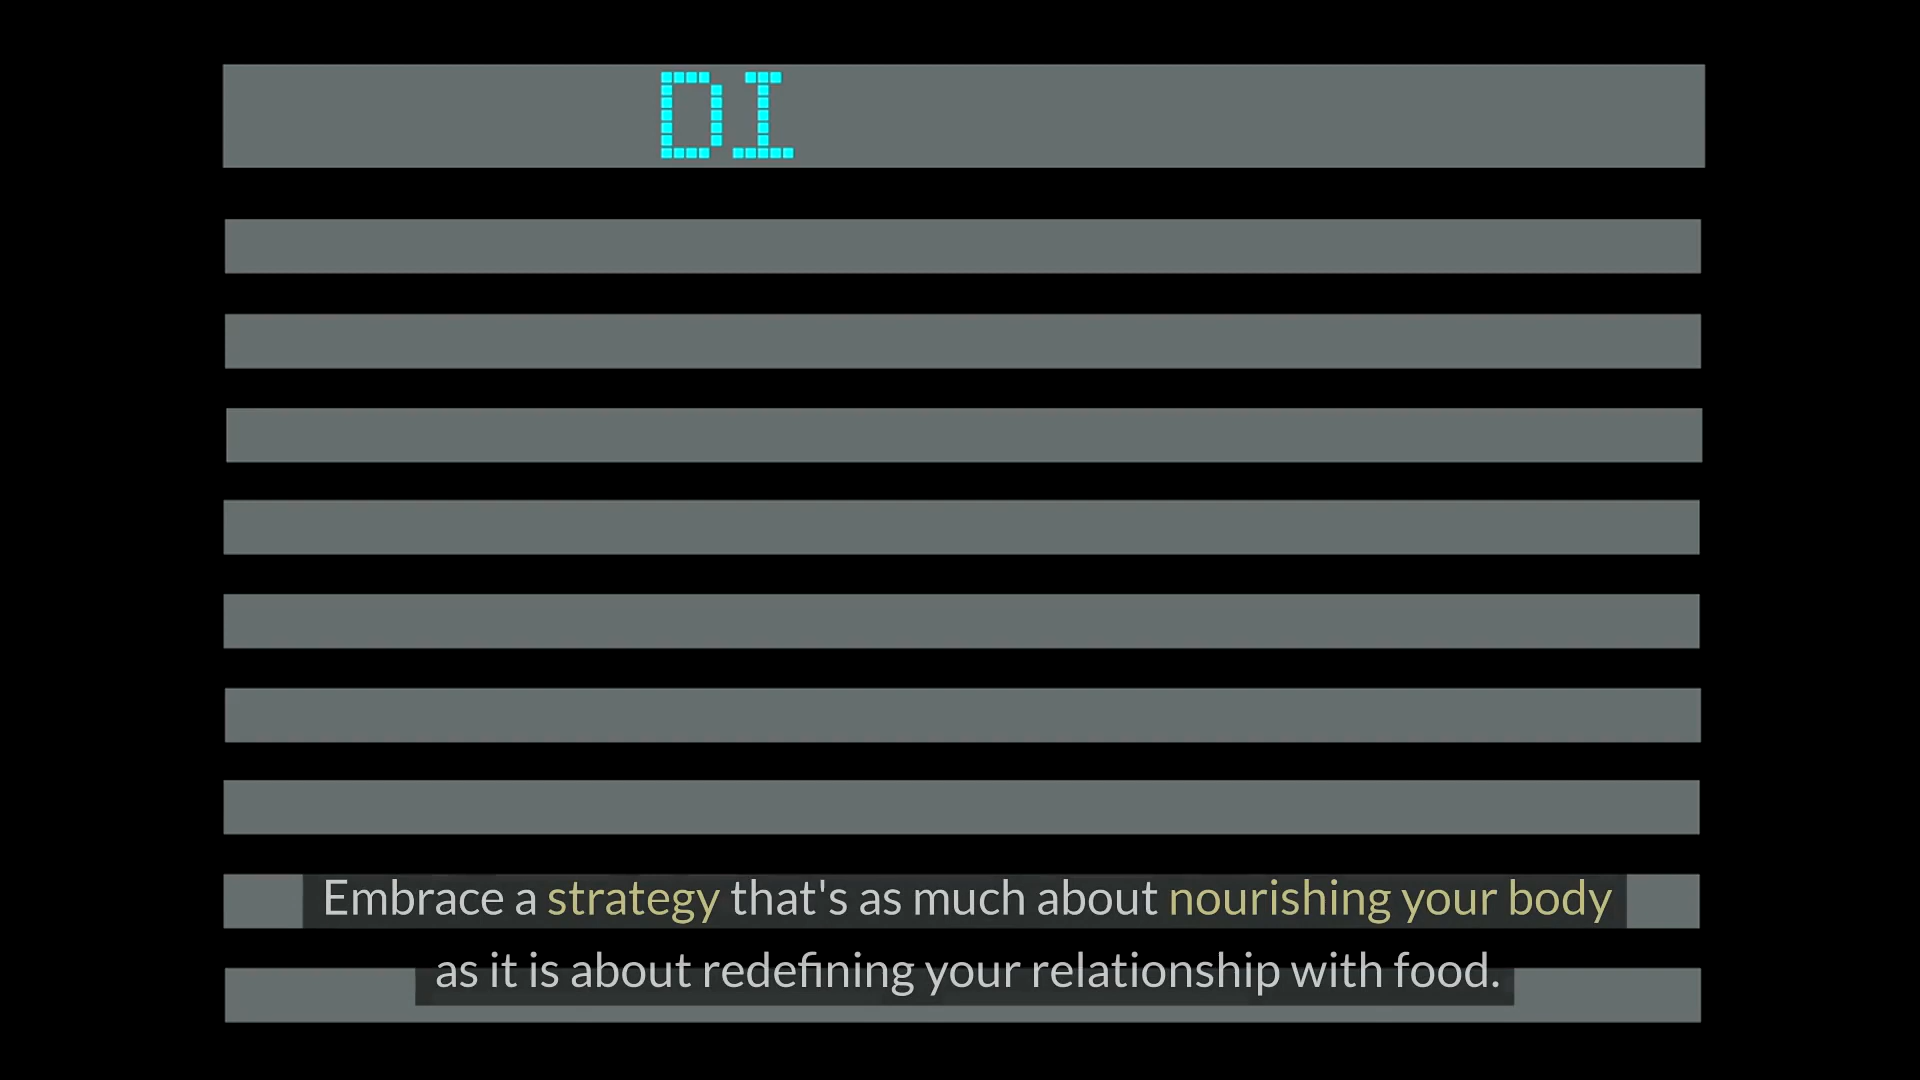 DI
Embrace a strategy that's as much about nourishing your body
as it is about redefining your relationship with food.